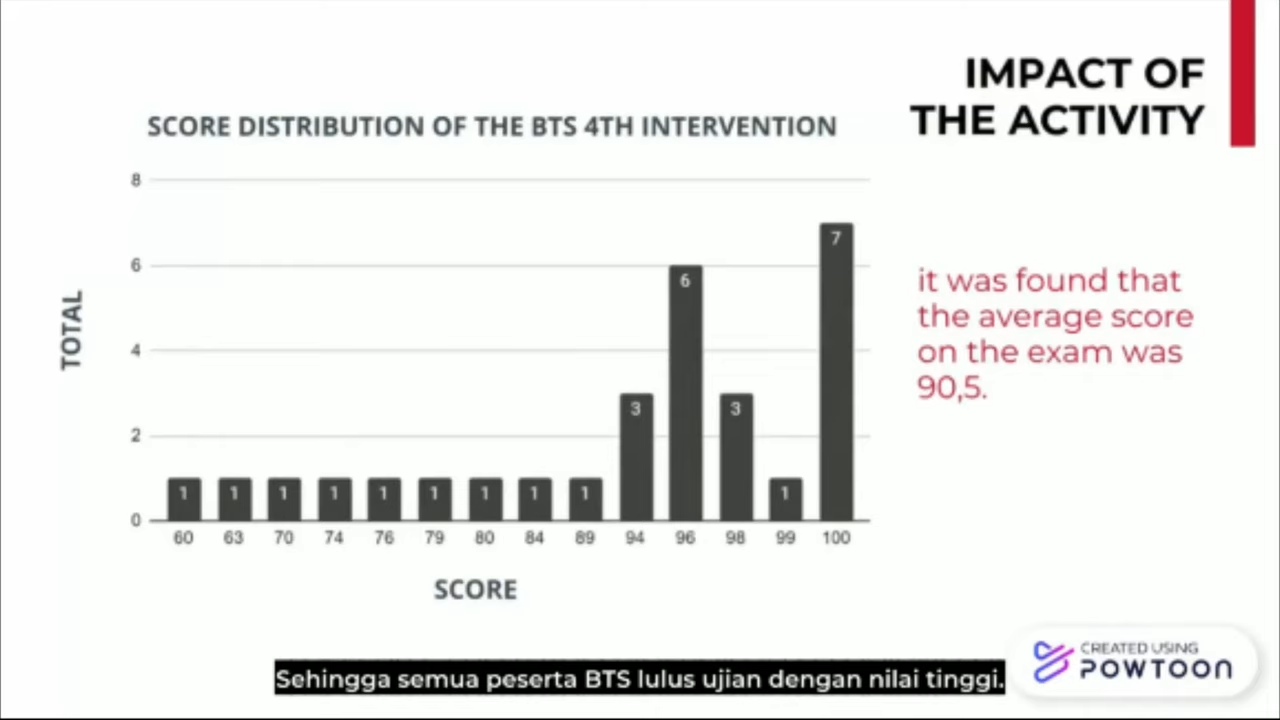 IMPACT OF
THE ACTIVITY
SCORE DISTRIBUTION OF THE BTS 4TH INTERVENTION
TOTAL
8
6
4
2
0
1
1
1
1
1
1
1
1
1
3
6
3
1
7
60 63 70 74 76 79 80 84 89 94 96 98 99 100
SCORE
it was found that
the average score
on the exam was
90,5.
Sehingga semua peserta BTS lulus ujian dengan nilai tinggi.
CREATED USING
POWTOON